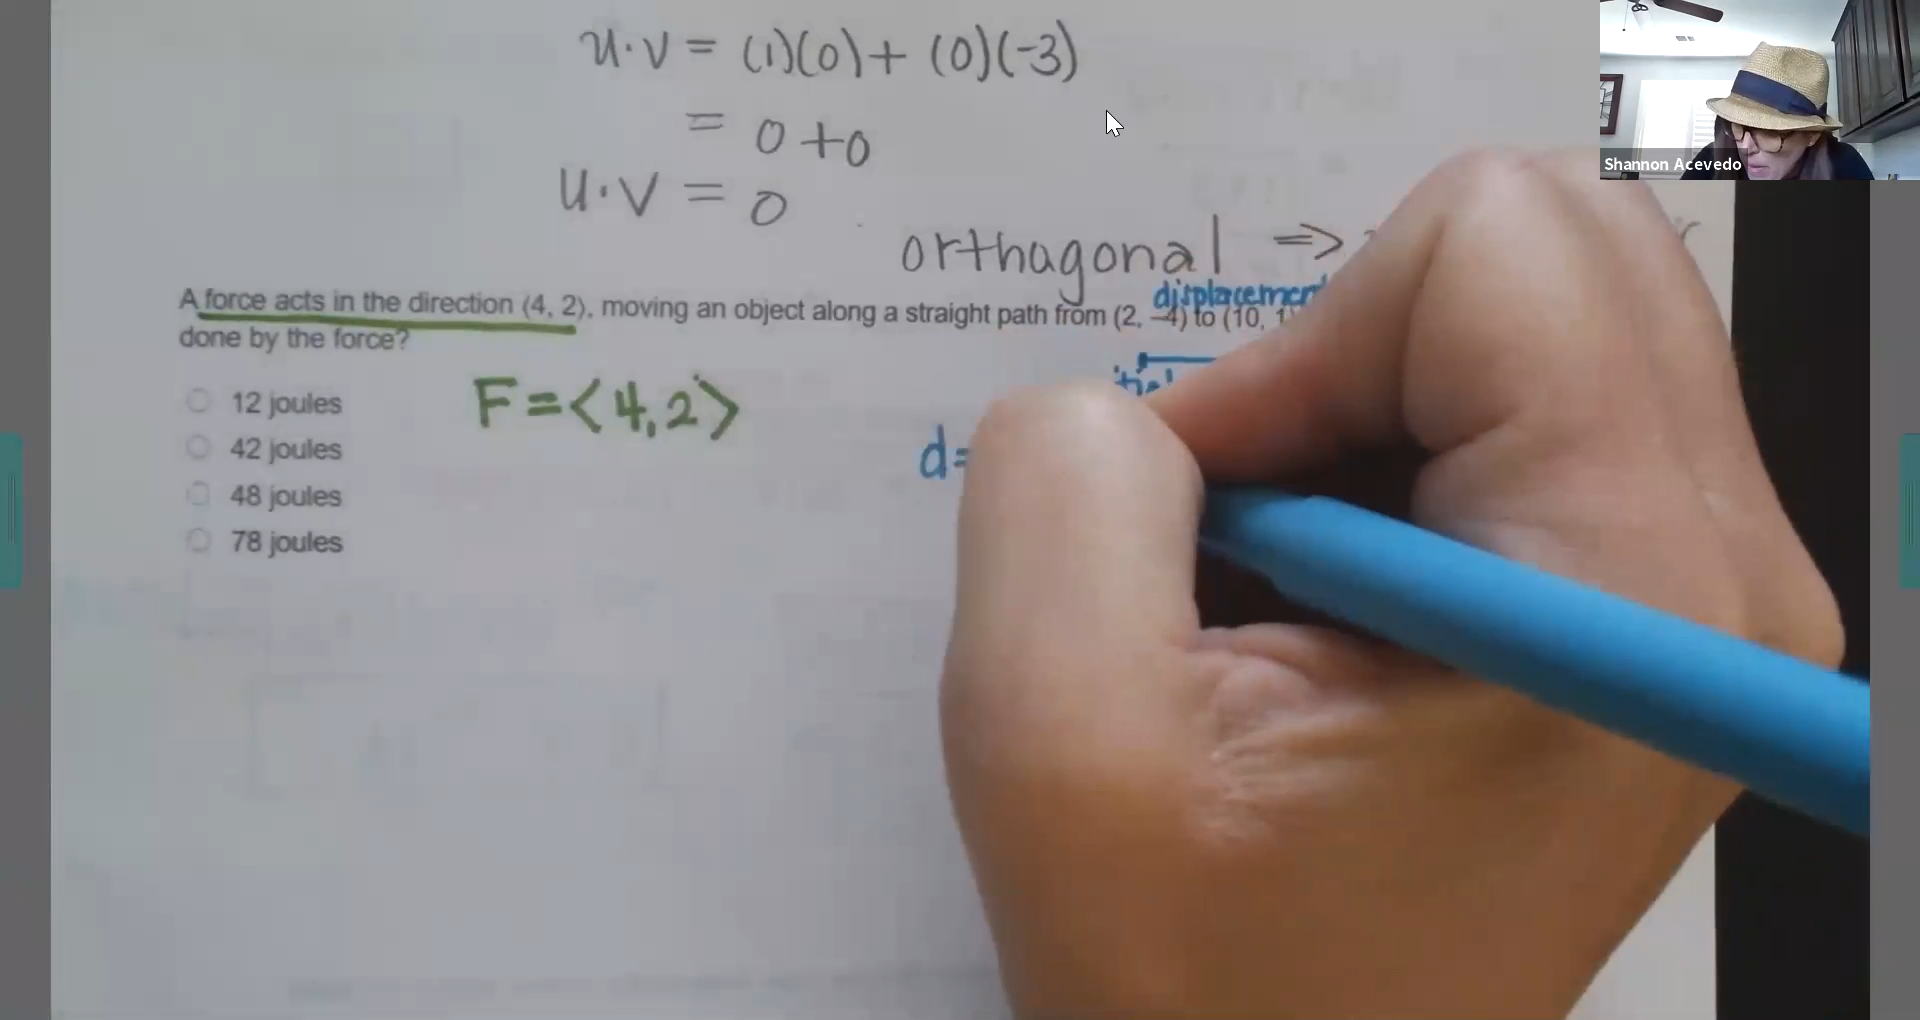 u·v = (1)(0) + (0)(-3)
= 0 + 0
u·v = 0
orthagonal ⇒
displacement
A force acts in the direction (4, 2), moving an object along a straight path from (2, –4) to (10, 1
done by the force?
12 joules
42 joules
48 joules
78 joules
F = <4, 2>
d=
Shannon Acevedo